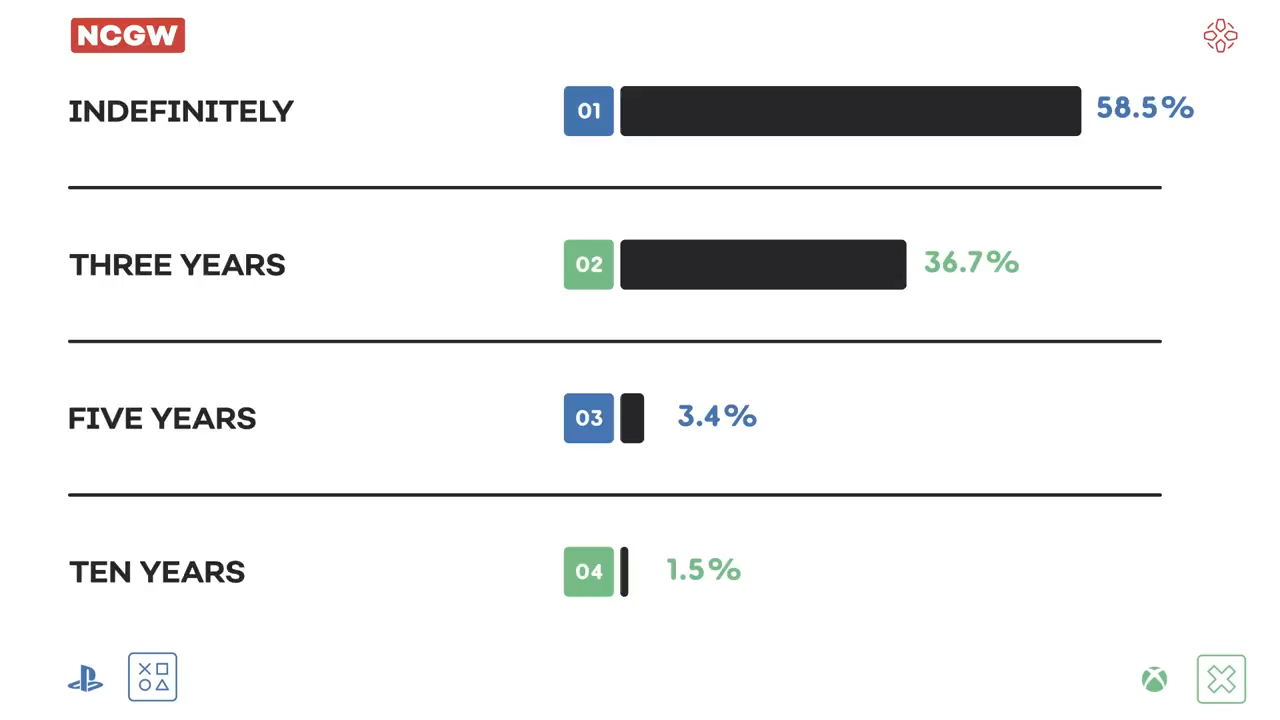 NCGW
INDEFINITELY 01 58.5%
THREE YEARS 02 36.7%
FIVE YEARS 03 3.4%
TEN YEARS 04 1.5%